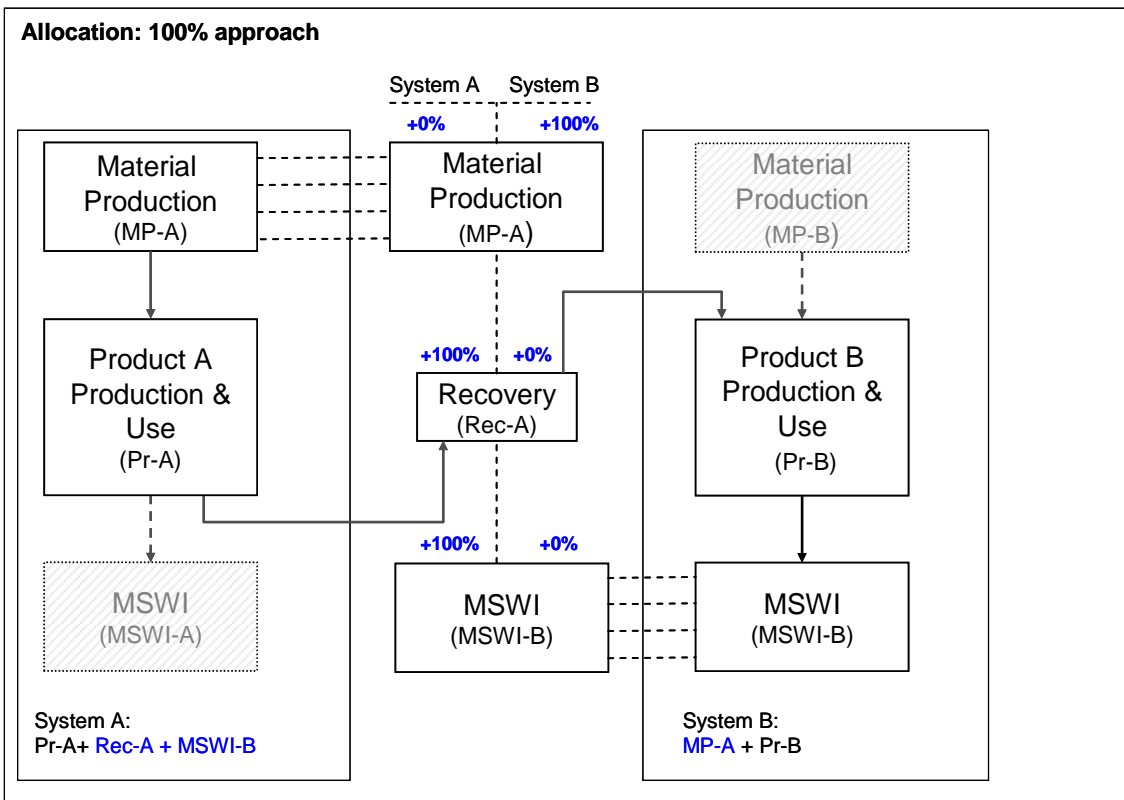 Allocation: 100% approach
System A
System B
+0%
+100%
Material
Production
(MP-A)
Material
Production
(MP-A)
Material
Production
(MP-B)
Product A
Production &
Use
(Pr-A)
+100%
+0%
Recovery
(Rec-A)
Product B
Production &
Use
(Pr-B)
+100%
+0%
MSWI
(MSWI-A)
MSWI
(MSWI-B)
MSWI
(MSWI-B)
System A:
Pr-A+ Rec-A + MSWI-B
System B:
MP-A + Pr-B